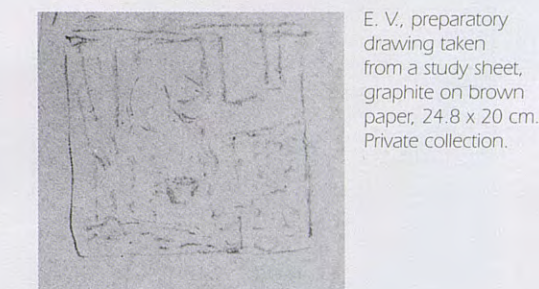 E. V., preparatory
drawing taken
from a study sheet,
graphite on brown
paper, 24.8 x 20 cm.
Private collection.